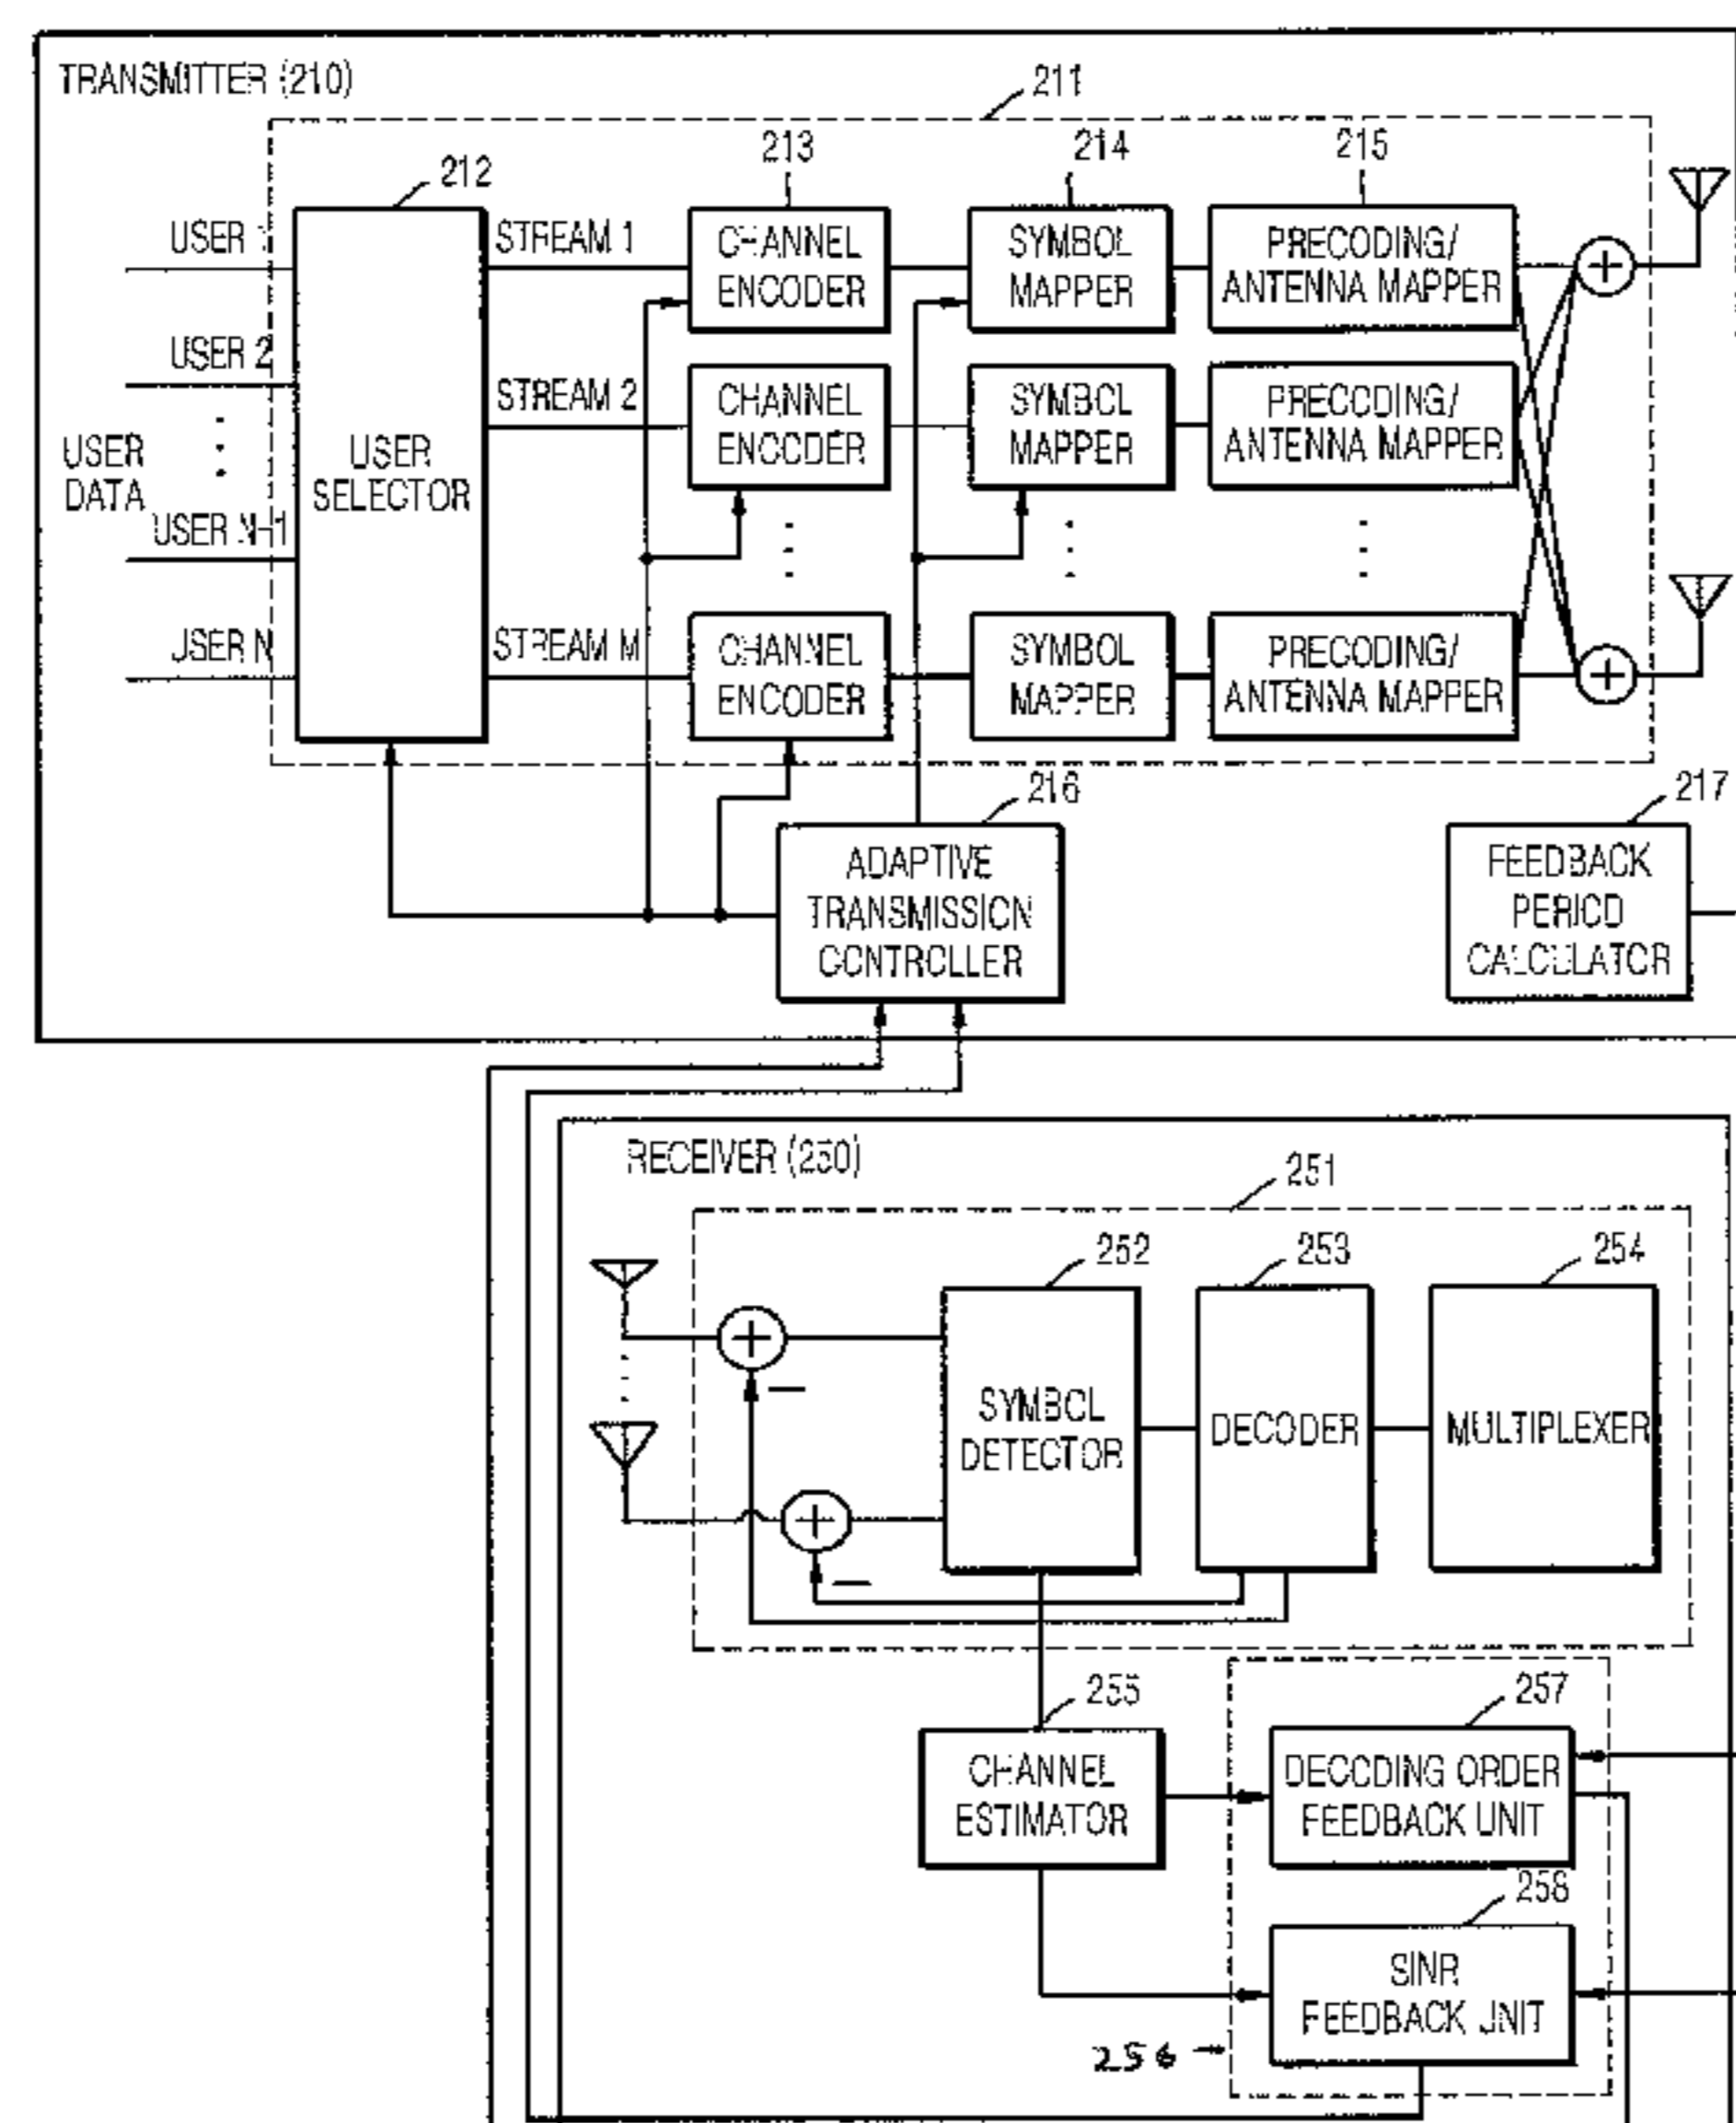 TRANSMITTER (210)
211
212
213
214
215
USER 1
USER 2
USER DATA
USER N-1
USER N
USER
SELECTOR
STREAM 1
STREAM 2
STREAM M
CHANNEL
ENCODER
SYMBOL
MAPPER
PRECODING/
ANTENNA MAPPER
CHANNEL
ENCODER
SYMBOL
MAPPER
PRECODING/
ANTENNA MAPPER
CHANNEL
ENCODER
SYMBOL
MAPPER
PRECODING/
ANTENNA MAPPER
216
ADAPTIVE
TRANSMISSION
CONTROLLER
217
FEEDBACK
PERIOD
CALCULATOR
RECEIVER (250)
251
252
253
254
SYMBOL
DETECTOR
DECODER
MULTIPLEXER
255
CHANNEL
ESTIMATOR
257
DECODING ORDER
FEEDBACK UNIT
258
SINR
FEEDBACK UNIT
256